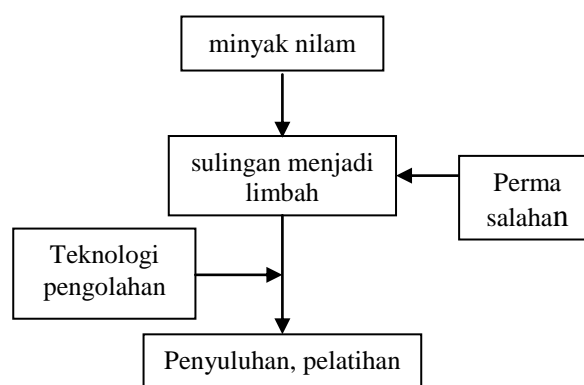 minyak nilam
sulingan menjadi
limbah
Perma
salahan
Teknologi
pengolahan
Penyuluhan, pelatihan